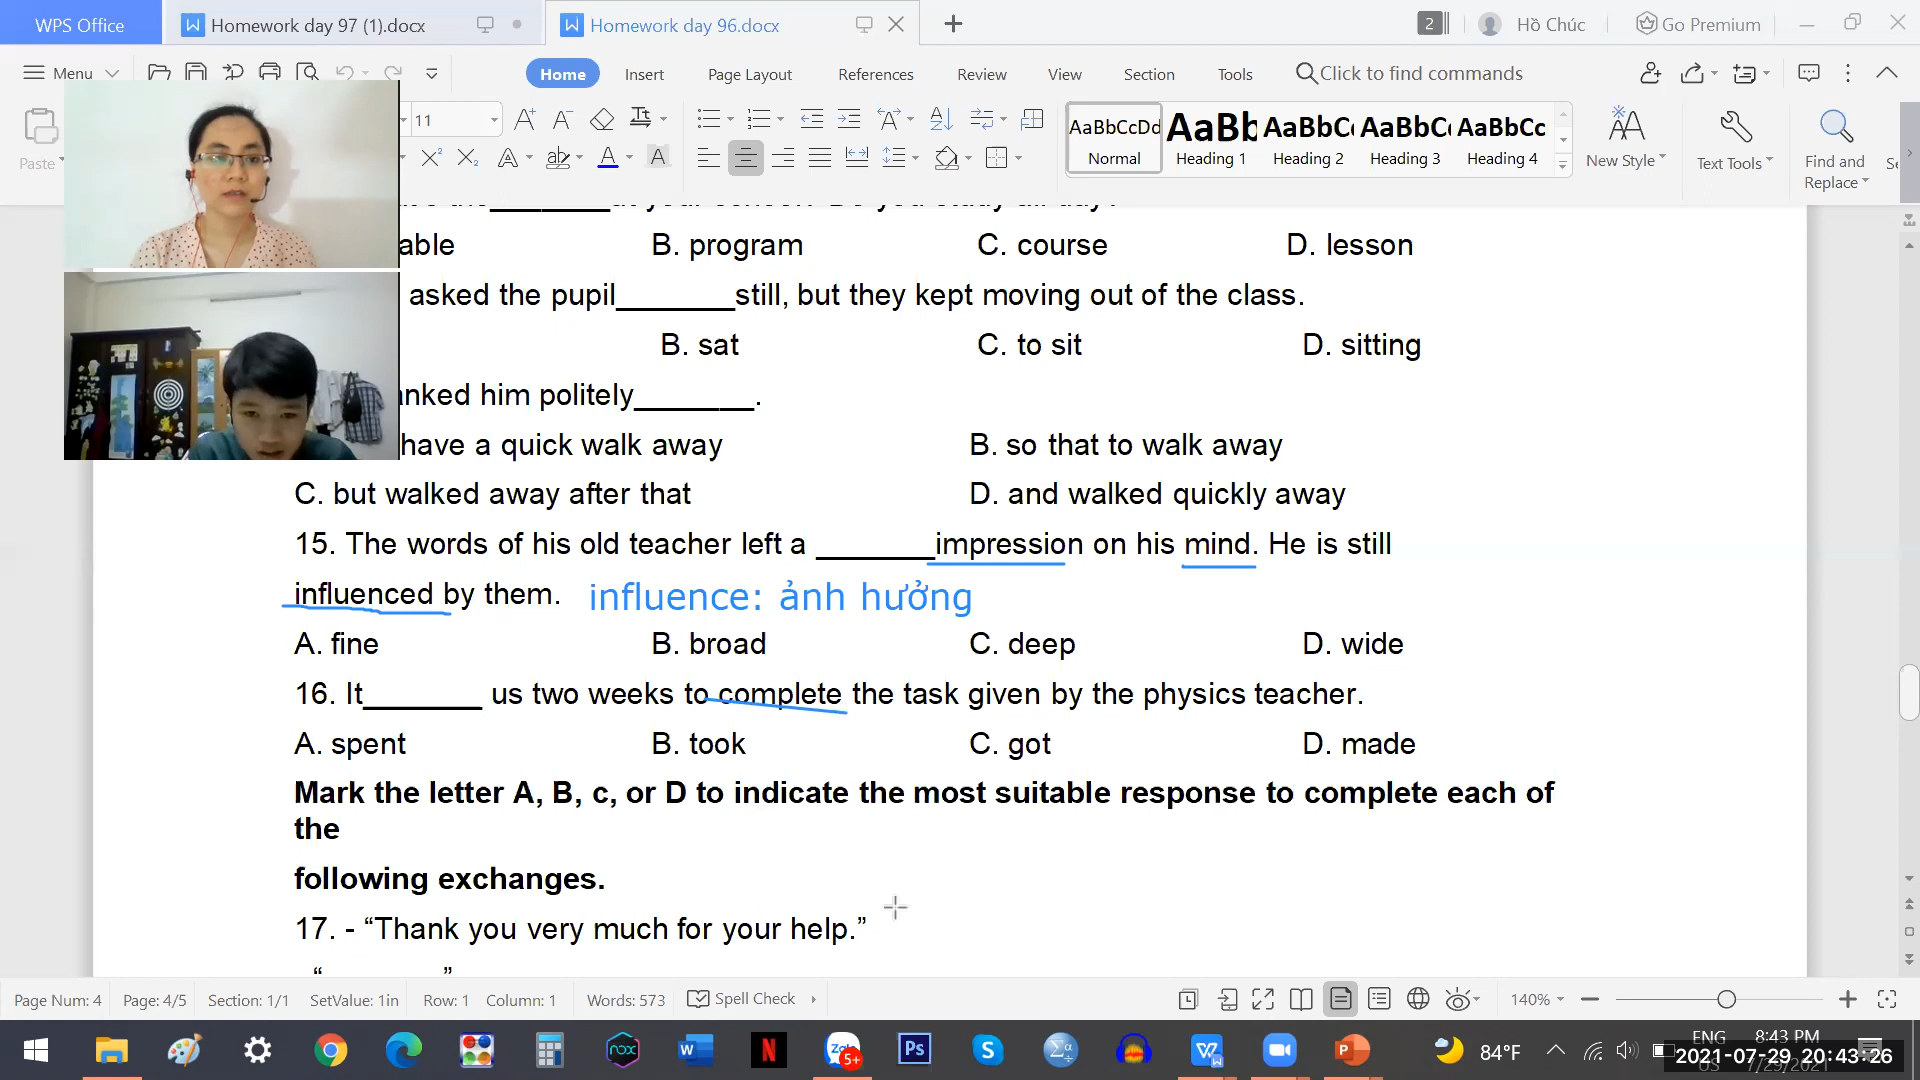 WPS Office
Homework day 97 (1).docx
Homework day 96.docx
2
Hồ Chúc
Go Premium
Menu
Home
Insert
Page Layout
References
Review
View
Section
Tools
Click to find commands
Paste
11
AaBbCcDd
AaBb
AaBbC
AaBbC
AaBbCc
Normal
Heading 1
Heading 2
Heading 3
Heading 4
New Style
Text Tools
Find and
Replace
able
B. program
C. course
D. lesson
asked the pupil_______still, but they kept moving out of the class.
B. sat
C. to sit
D. sitting
anked him politely_______.
have a quick walk away
B. so that to walk away
C. but walked away after that
D. and walked quickly away
15. The words of his old teacher left a _______impression on his mind. He is still
influenced by them.
influence: ảnh hưởng
A. fine
B. broad
C. deep
D. wide
16. It_______ us two weeks to complete the task given by the physics teacher.
A. spent
B. took
C. got
D. made
Mark the letter A, B, c, or D to indicate the most suitable response to complete each of
the
following exchanges.
17. - “Thank you very much for your help.”
Page Num: 4
Page: 4/5
Section: 1/1
SetValue: 1in
Row: 1
Column: 1
Words: 573
Spell Check
140%
nox
Zalo
5+
Ps
84°F
ENG
8:43 PM
2021-07-29 20:43:26